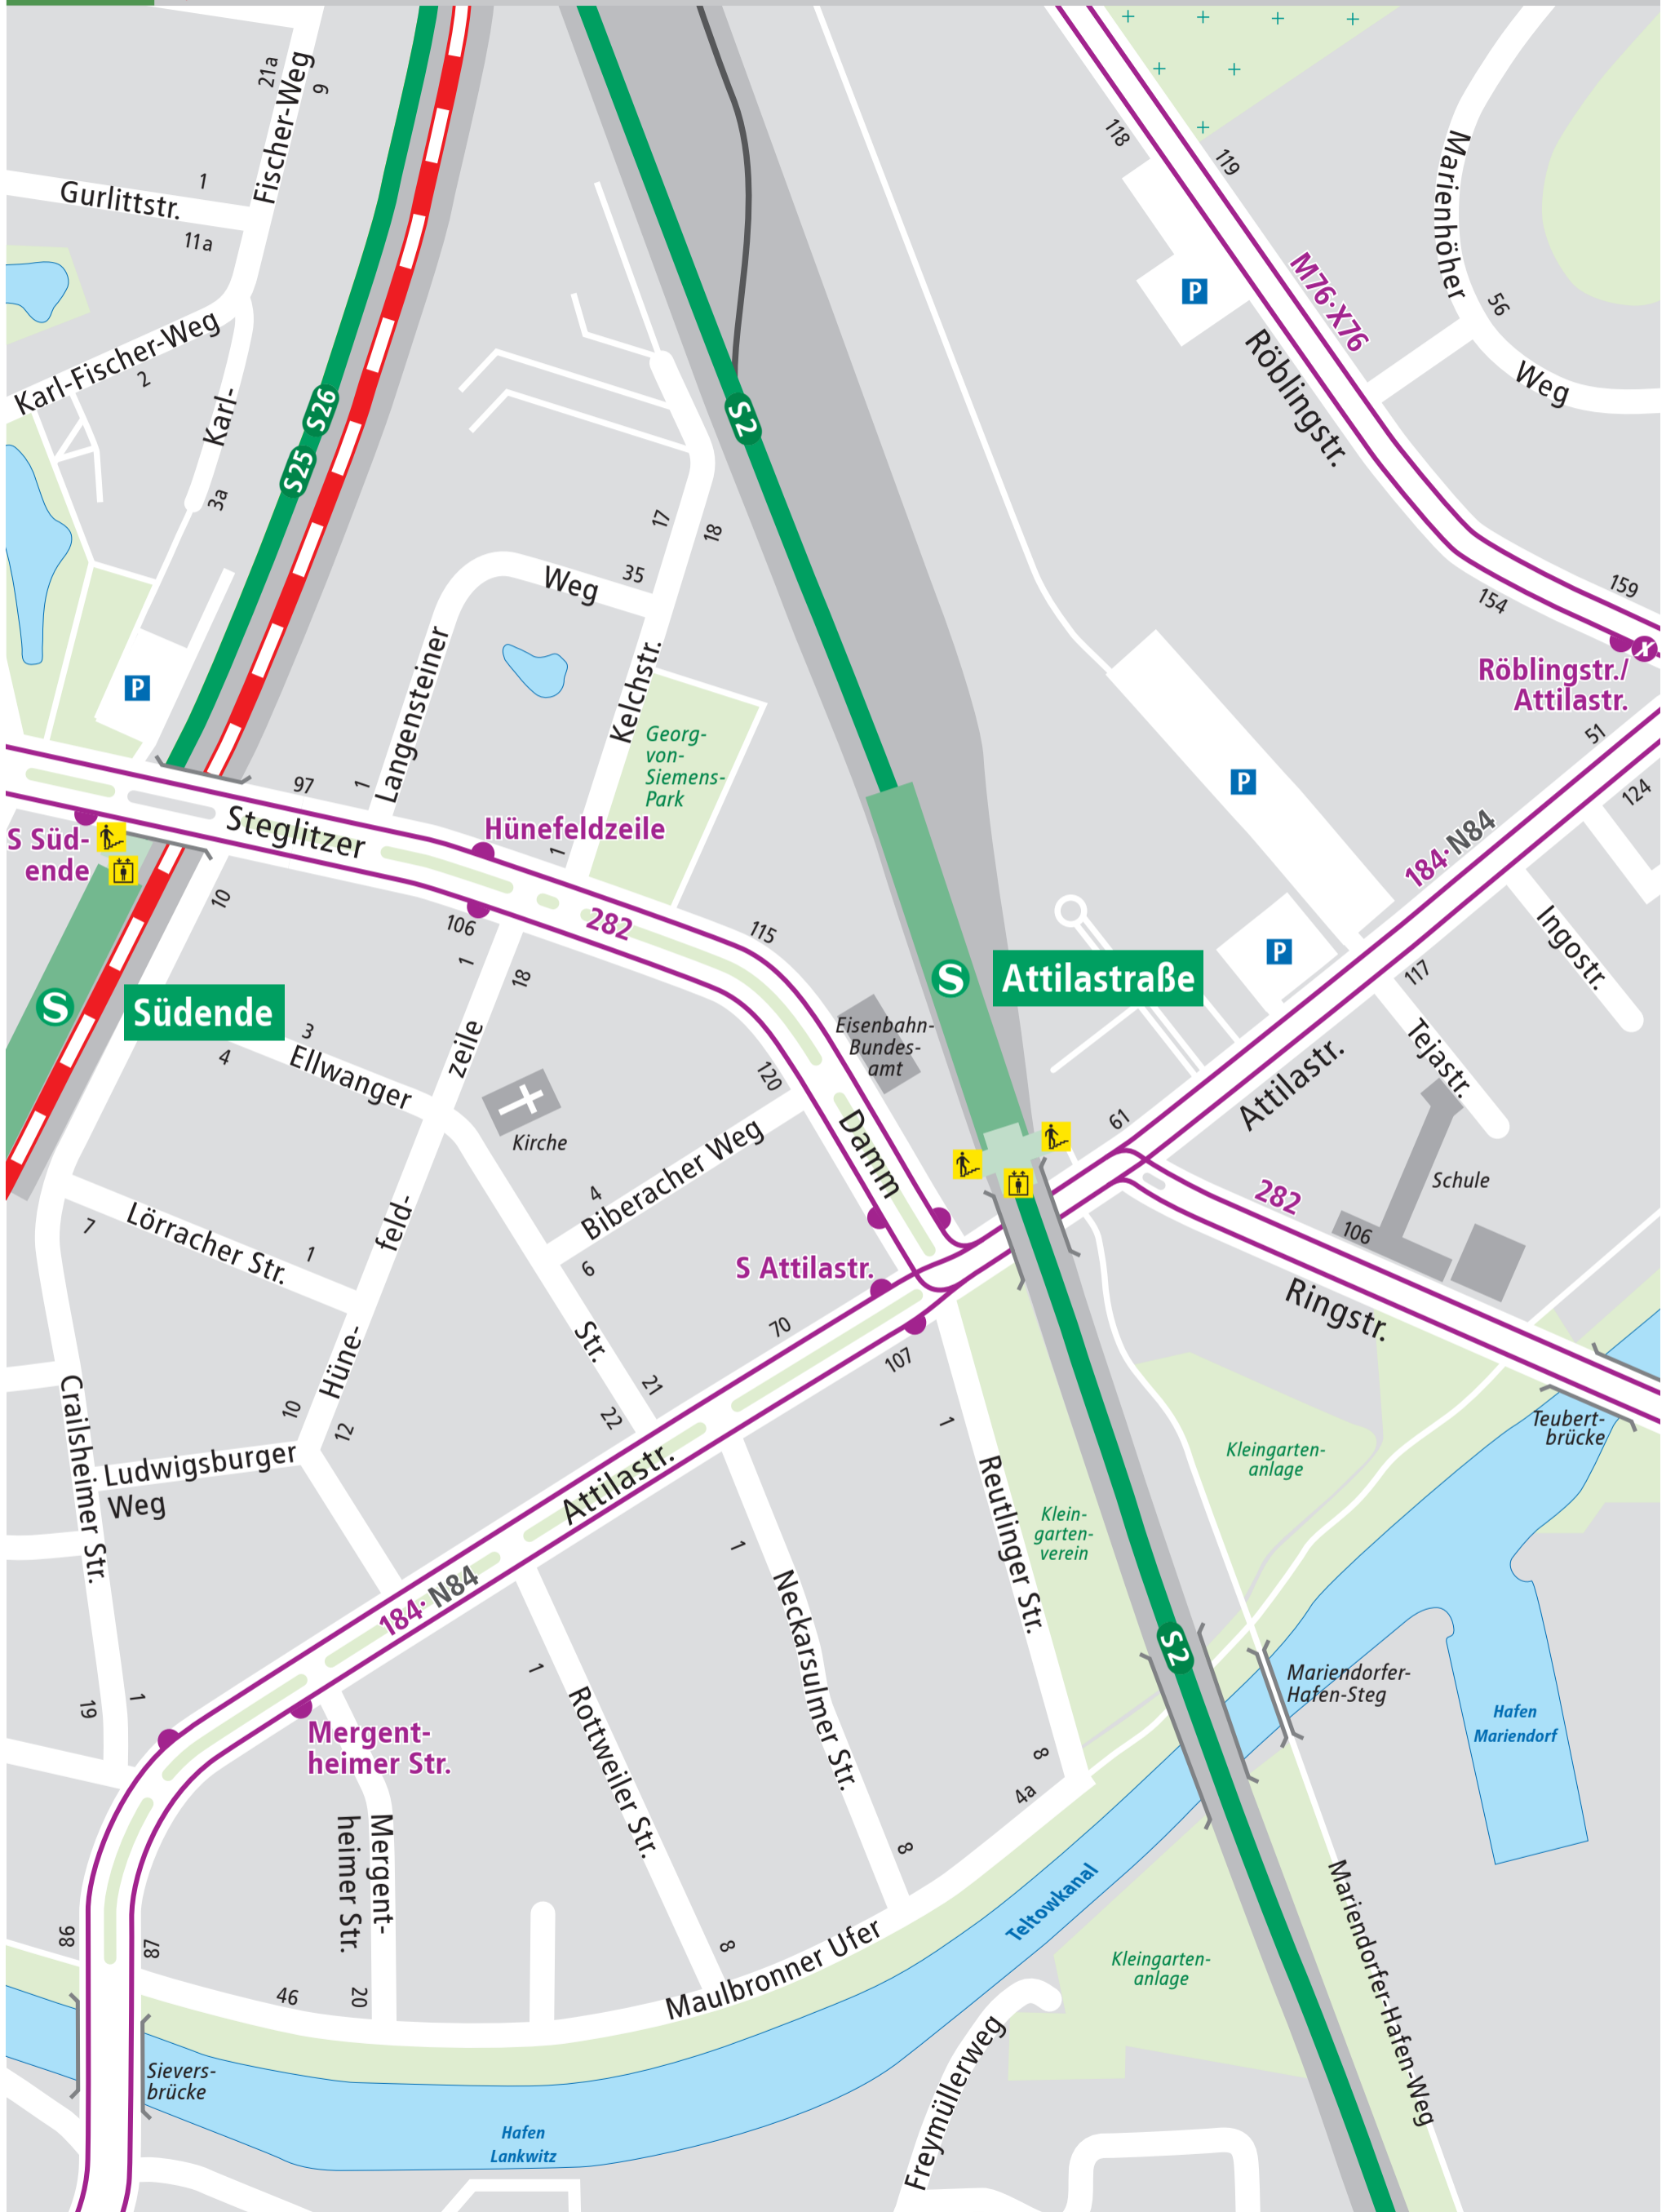 21a
Fischer-Weg
9
118
119
Marienhöher
1
Gurlittstr.
11a
P
M76·X76
56
Röblingstr.
Weg
Karl-Fischer-Weg
2
Karl-
S26
S25
3a
S2
17
18
Weg
35
159
154
X
Röblingstr./
Attilastr.
Langensteiner
Kelchstr.
P
Georg-
von-
Siemens-
Park
51
P
124
97
1
Steglitzer
Hünefeldzeile
1
184·N84
S Süd-
ende
10
106
282
115
Ingostr.
1
18
P
117
S
Attilastraße
S
Südende
Eisenbahn-
Bundes-
amt
3
4
Ellwanger
zeile
120
Tejastr.
Attilastr.
61
Kirche
Damm
Biberacher Weg
4
6
Schule
282
106
7
Lörracher Str.
1
feld-
S Attilastr.
Ringstr.
70
107
Str.
Hüne-
21
22
10
12
1
Crailsheimer Str.
Ludwigsburger
Weg
Attilastr.
Reutlinger Str.
Teubert-
brücke
Kleingarten-
anlage
Klein-
garten-
verein
1
184·N84
Neckarsulmer Str.
S2
1
Rottweiler Str.
19
1
Mergent-
heimer Str.
Mariendorfer-
Hafen-Steg
Hafen
Mariendorf
8
4a
Mergent-
heimer Str.
8
Teltowkanal
Mariendorfer-Hafen-Weg
98
87
8
Maulbronner Ufer
Kleingarten-
anlage
46
20
Freymüllerweg
Sievers-
brücke
Hafen
Lankwitz